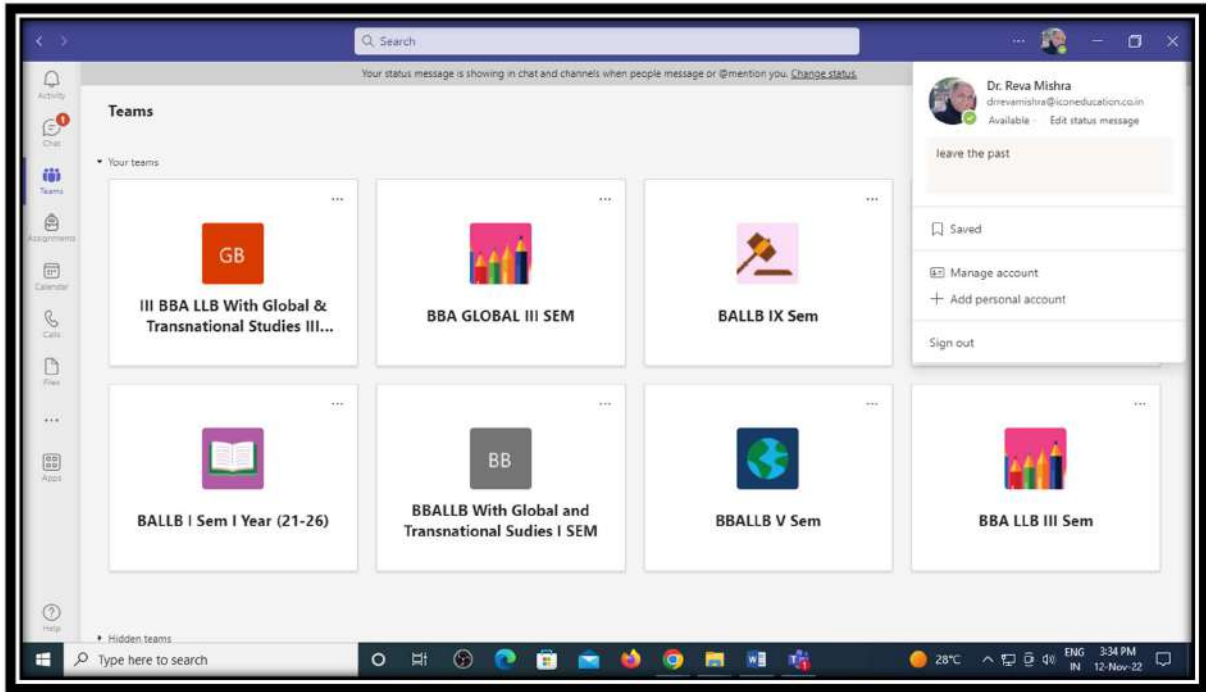 Search
Your status message is showing in chat and channels when people message or @mention you. Change status.
Activity
Chat
1
Teams
Assignments
Calendar
Calls
Files
Apps
Help
Teams
Your teams
GB
III BBA LLB With Global &
Transnational Studies III...
BBA GLOBAL III SEM
BALLB IX Sem
BALLB I Sem I Year (21-26)
BB
BBALLB With Global and
Transnational Sudies I SEM
BBALLB V Sem
BBA LLB III Sem
Hidden teams
Dr. Reva Mishra
drrevamishra@iconeducation.co.in
Available
Edit status message
leave the past
Saved
Manage account
Add personal account
Sign out
Type here to search
28°C
ENG
IN
3:34 PM
12-Nov-22